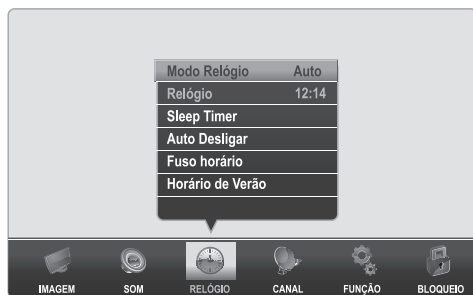 Modo Relógio Auto
Relógio 12:14
Sleep Timer
Auto Desligar
Fuso horário
Horário de Verão
IMAGEM SOM RELÓGIO CANAL FUNÇÃO BLOQUEIO